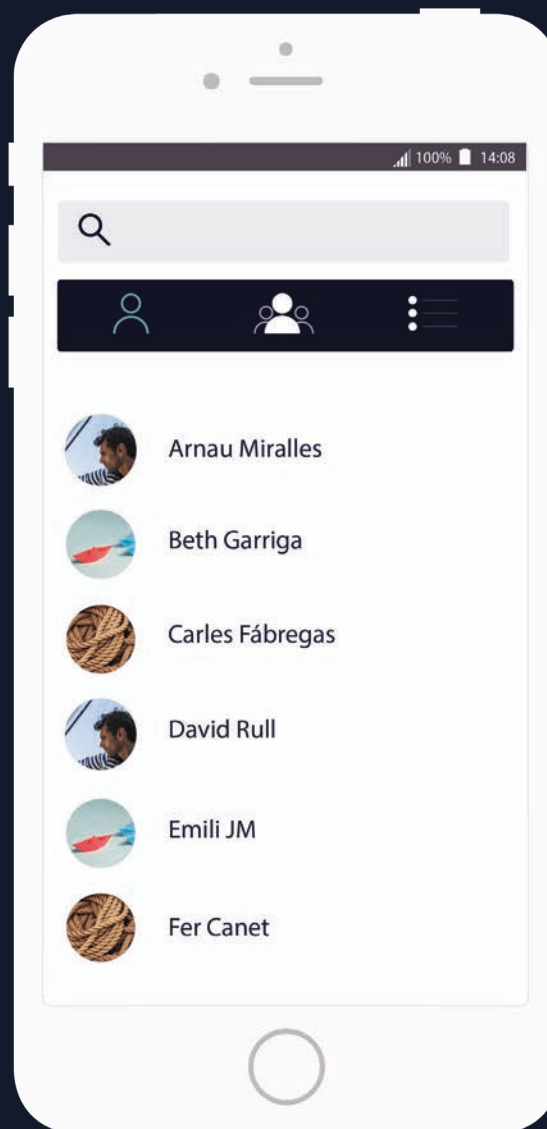 100% 14:08
Arnau Miralles
Beth Garriga
Carles Fábregas
David Rull
Emili JM
Fer Canet